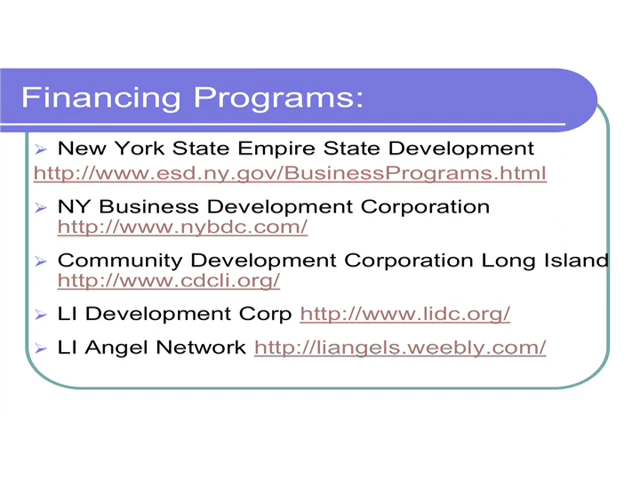 Financing Programs:
New York State Empire State Development
http://www.esd.ny.gov/BusinessPrograms.html
NY Business Development Corporation
http://www.nybdc.com/
Community Development Corporation Long Island
http://www.cdcli.org/
LI Development Corp http://www.lidc.org/
LI Angel Network http://liangels.weebly.com/